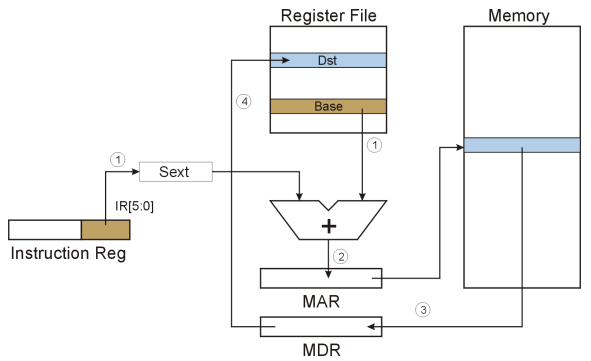 Register File
Memory
Dst
4
Base
1
1
Sext
IR[5:0]
+
Instruction Reg
2
MAR
3
MDR